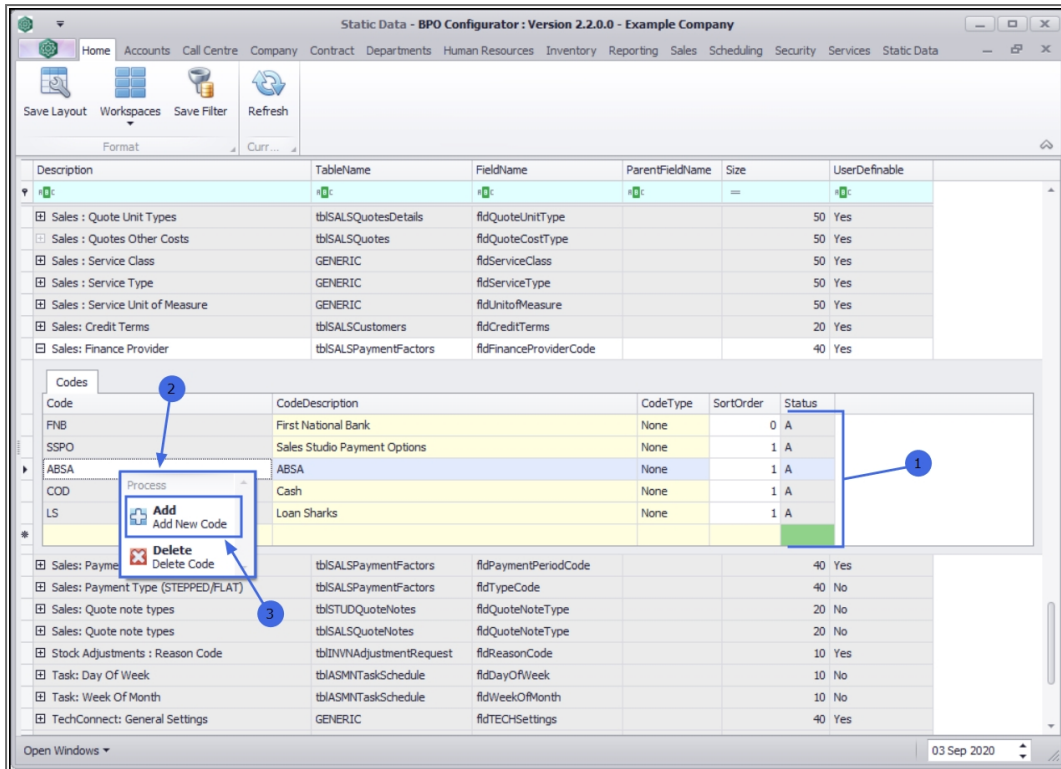 Static Data - BPO Configurator : Version 2.2.0.0 - Example Company
Home Accounts Call Centre Company Contract Departments Human Resources Inventory Reporting Sales Scheduling Security Services Static Data
Save Layout Workspaces Save Filter Refresh
Format Curr...
Description TableName FieldName ParentFieldName Size UserDefinable
Sales : Quote Unit Types tblSALSQuotesDetails fldQuoteUnitType 50 Yes
Sales : Quotes Other Costs tblSALSQuotes fldQuoteCostType 50 Yes
Sales : Service Class GENERIC fldServiceClass 50 Yes
Sales : Service Type GENERIC fldServiceType 50 Yes
Sales : Service Unit of Measure GENERIC fldUnitofMeasure 50 Yes
Sales: Credit Terms tblSALSCustomers fldCreditTerms 20 Yes
Sales: Finance Provider tblSALSPaymentFactors fldFinanceProviderCode 40 Yes
Codes
2
Code CodeDescription CodeType SortOrder Status
FNB First National Bank None 0 A
SSPO Sales Studio Payment Options None 1 A
1
ABSA ABSA None 1 A
Process
COD Cash None 1 A
Add
LS Loan Sharks None 1 A
Add New Code
Delete
Delete Code
Sales: Payme tblSALSPaymentFactors fldPaymentPeriodCode 40 Yes
Sales: Payment Type (STEPPED/FLAT) tblSALSPaymentFactors fldTypeCode 40 No
3
Sales: Quote note types tblSTUDQuoteNotes fldQuoteNoteType 20 No
Sales: Quote note types tblSALSQuoteNotes fldQuoteNoteType 20 No
Stock Adjustments : Reason Code tblINVNAdjustmentRequest fldReasonCode 10 Yes
Task: Day Of Week tblASMNTaskSchedule fldDayOfWeek 10 No
Task: Week Of Month tblASMNTaskSchedule fldWeekOfMonth 10 No
TechConnect: General Settings GENERIC fldTECHSettings 40 Yes
Open Windows 03 Sep 2020